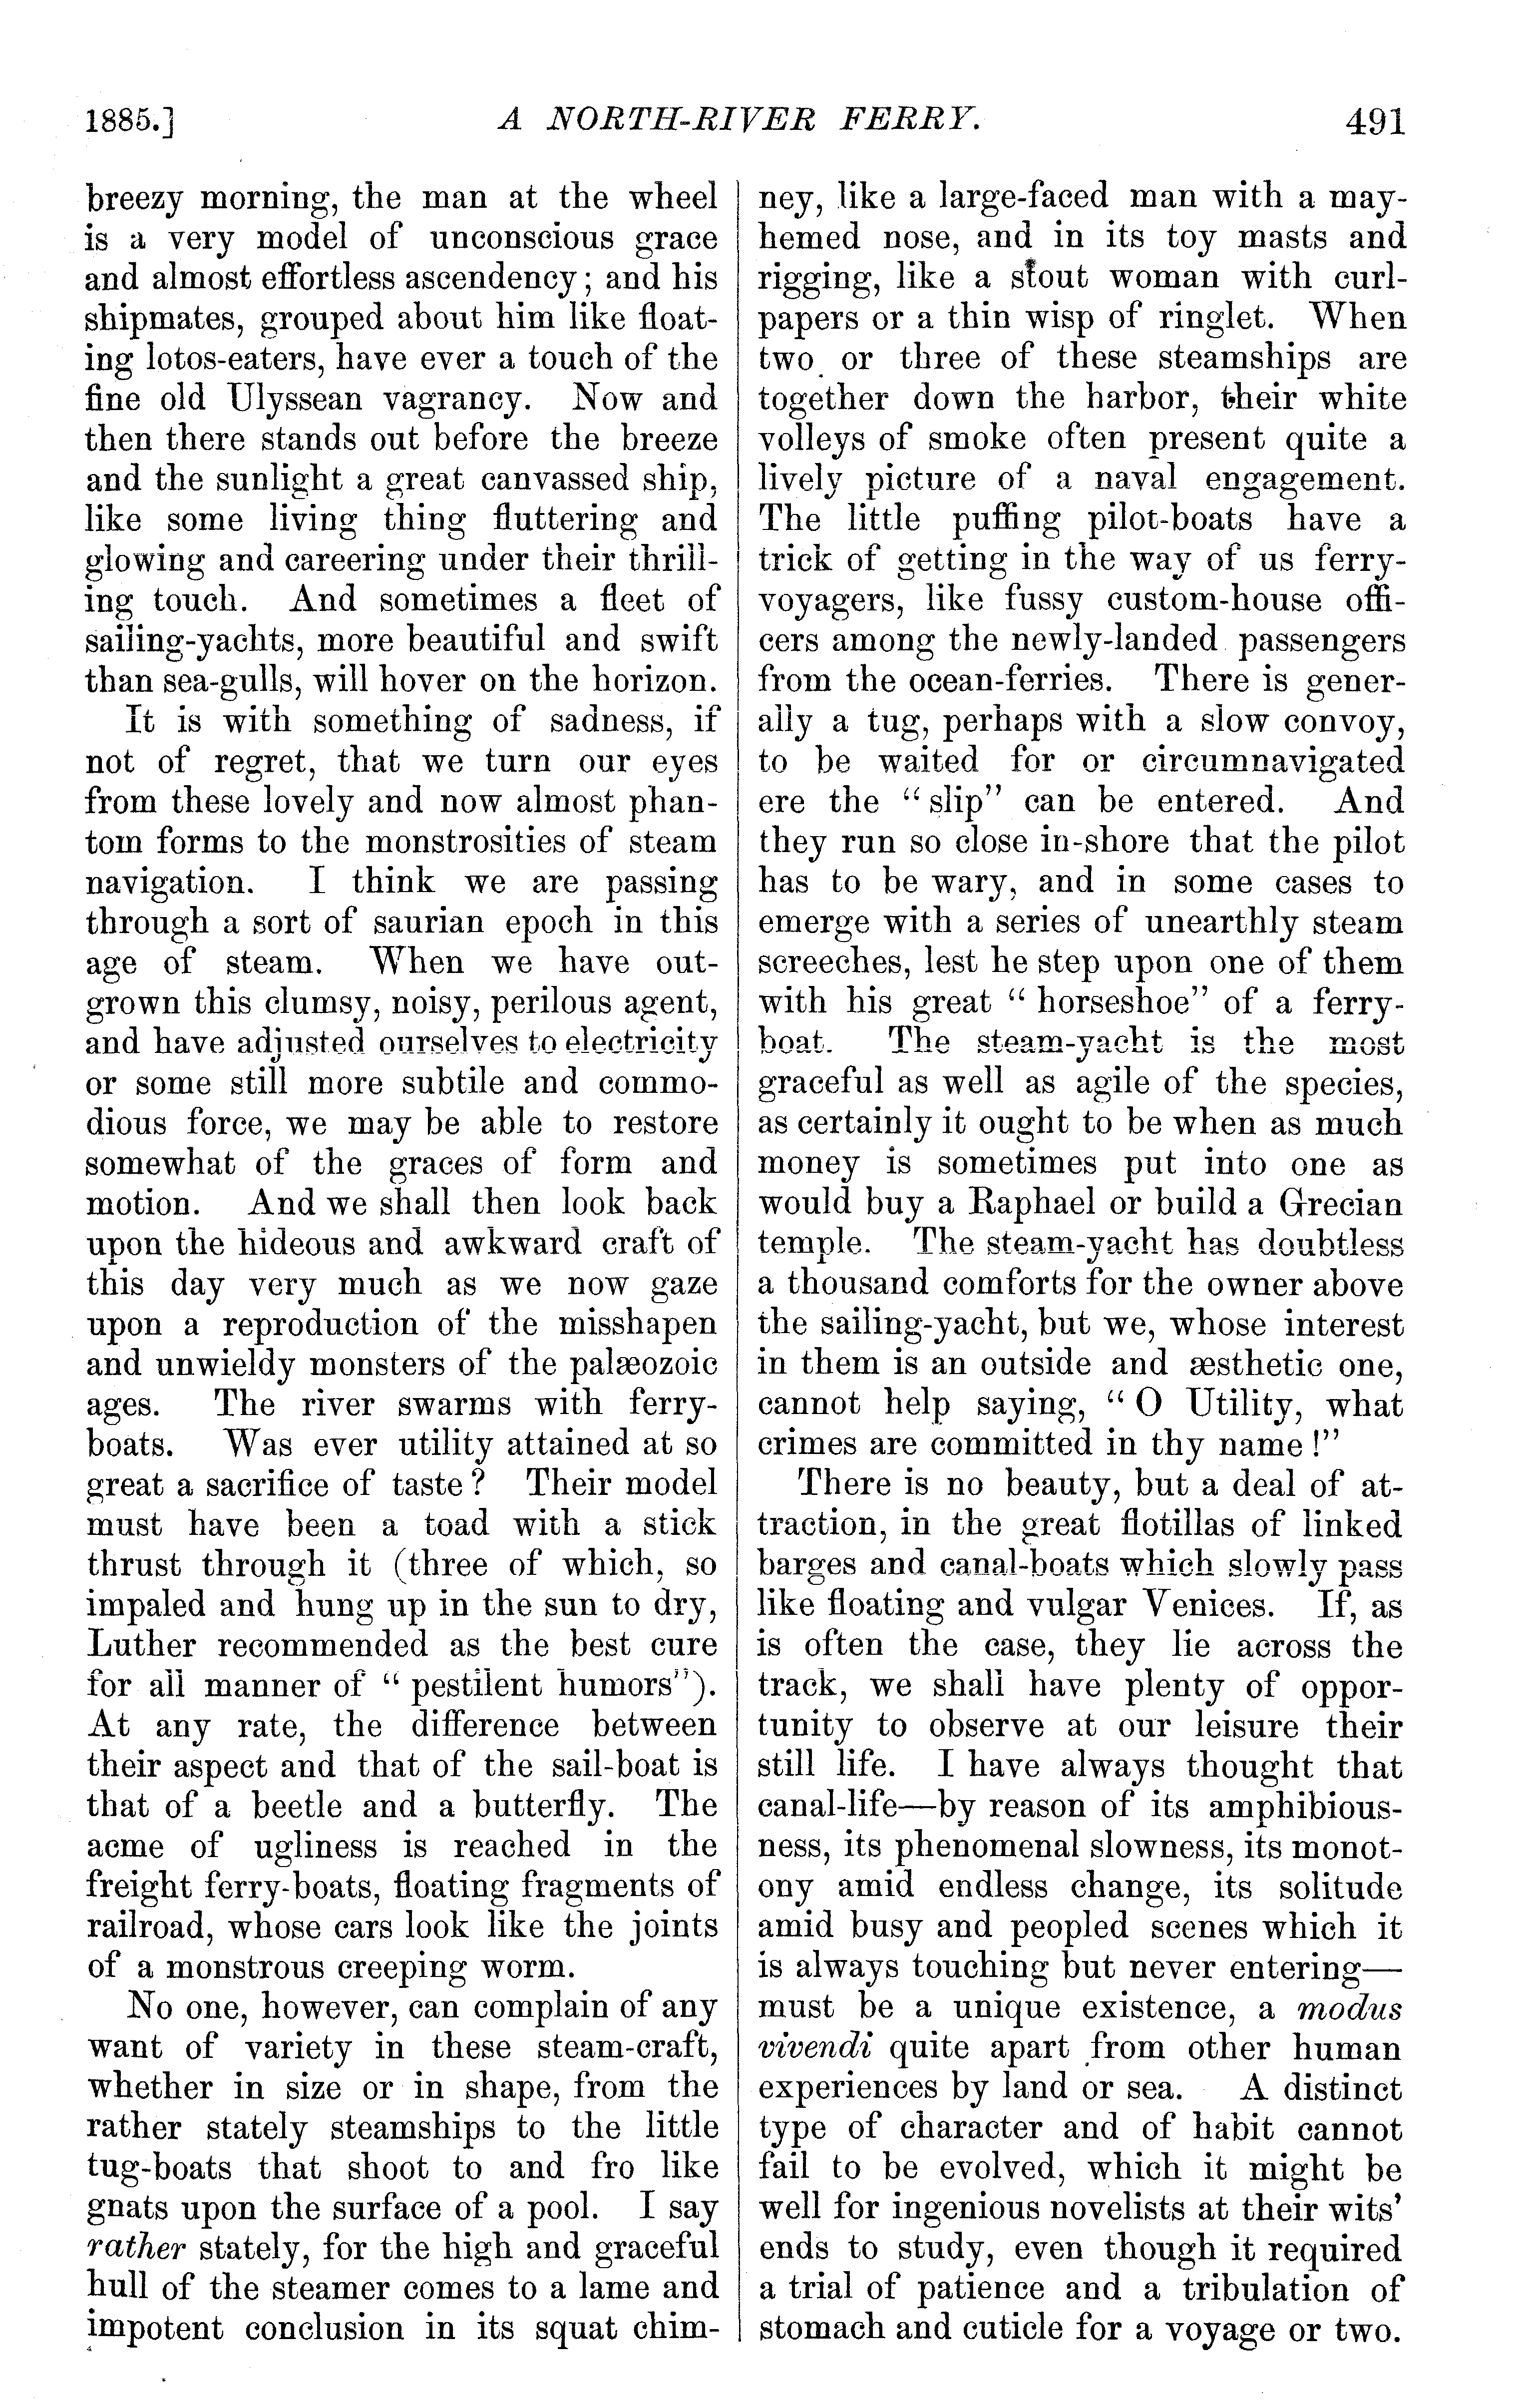 1885.] A NORTH-RIVER FERRY. 491
breezy morning, the man at the wheel
is a very model of unconscious grace
and almost effortless ascendency; and his
shipmates, grouped about him like float-
ing lotos-eaters, have ever a touch of the
fine old Ulyssean vagrancy. Now and
then there stands out before the breeze
and the sunlight a great canvassed ship,
like some living thing fluttering and
glowing and careering under their thrill-
ing touch. And sometimes a fleet of
sailing-yachts, more beautiful and swift
than sea-gulls, will hover on the horizon.
It is with something of sadness, if
not of regret, that we turn our eyes
from these lovely and now almost phan-
tom forms to the monstrosities of steam
navigation. I think we are passing
through a sort of saurian epoch in this
age of steam. When we have out-
grown this clumsy, noisy, perilous agent,
and have adjusted ourselves to electricity
or some still more subtile and commo-
dious force, we may be able to restore
somewhat of the graces of form and
motion. And we shall then look back
upon the hideous and awkward craft of
this day very much as we now gaze
upon a reproduction of the misshapen
and unwieldy monsters of the palæozoic
ages. The river swarms with ferry-
boats. Was ever utility attained at so
great a sacrifice of taste? Their model
must have been a toad with a stick
thrust through it (three of which, so
impaled and hung up in the sun to dry,
Luther recommended as the best cure
for all manner of "pestilent humors").
At any rate, the difference between
their aspect and that of the sail-boat is
that of a beetle and a butterfly. The
acme of ugliness is reached in the
freight ferry-boats, floating fragments of
railroad, whose cars look like the joints
of a monstrous creeping worm.
No one, however, can complain of any
want of variety in these steam-craft,
whether in size or in shape, from the
rather stately steamships to the little
tug-boats that shoot to and fro like
gnats upon the surface of a pool. I say
rather stately, for the high and graceful
hull of the steamer comes to a lame and
impotent conclusion in its squat chim-
ney, like a large-faced man with a may-
hemed nose, and in its toy masts and
rigging, like a stout woman with curl-
papers or a thin wisp of ringlet. When
two or three of these steamships are
together down the harbor, their white
volleys of smoke often present quite a
lively picture of a naval engagement.
The little puffing pilot-boats have a
trick of getting in the way of us ferry-
voyagers, like fussy custom-house offi-
cers among the newly-landed passengers
from the ocean-ferries. There is gener-
ally a tug, perhaps with a slow convoy,
to be waited for or circumnavigated
ere the "slip" can be entered. And
they run so close in-shore that the pilot
has to be wary, and in some cases to
emerge with a series of unearthly steam
screeches, lest he step upon one of them
with his great "horseshoe" of a ferry-
boat. The steam-yacht is the most
graceful as well as agile of the species,
as certainly it ought to be when as much
money is sometimes put into one as
would buy a Raphael or build a Grecian
temple. The steam-yacht has doubtless
a thousand comforts for the owner above
the sailing-yacht, but we, whose interest
in them is an outside and æsthetic one,
cannot help saying, "O Utility, what
crimes are committed in thy name!"
There is no beauty, but a deal of at-
traction, in the great flotillas of linked
barges and canal-boats which slowly pass
like floating and vulgar Venices. If, as
is often the case, they lie across the
track, we shall have plenty of oppor-
tunity to observe at our leisure their
still life. I have always thought that
canal-life—by reason of its amphibious-
ness, its phenomenal slowness, its monot-
ony amid endless change, its solitude
amid busy and peopled scenes which it
is always touching but never entering—
must be a unique existence, a modus
vivendi quite apart from other human
experiences by land or sea. A distinct
type of character and of habit cannot
fail to be evolved, which it might be
well for ingenious novelists at their wits'
ends to study, even though it required
a trial of patience and a tribulation of
stomach and cuticle for a voyage or two.